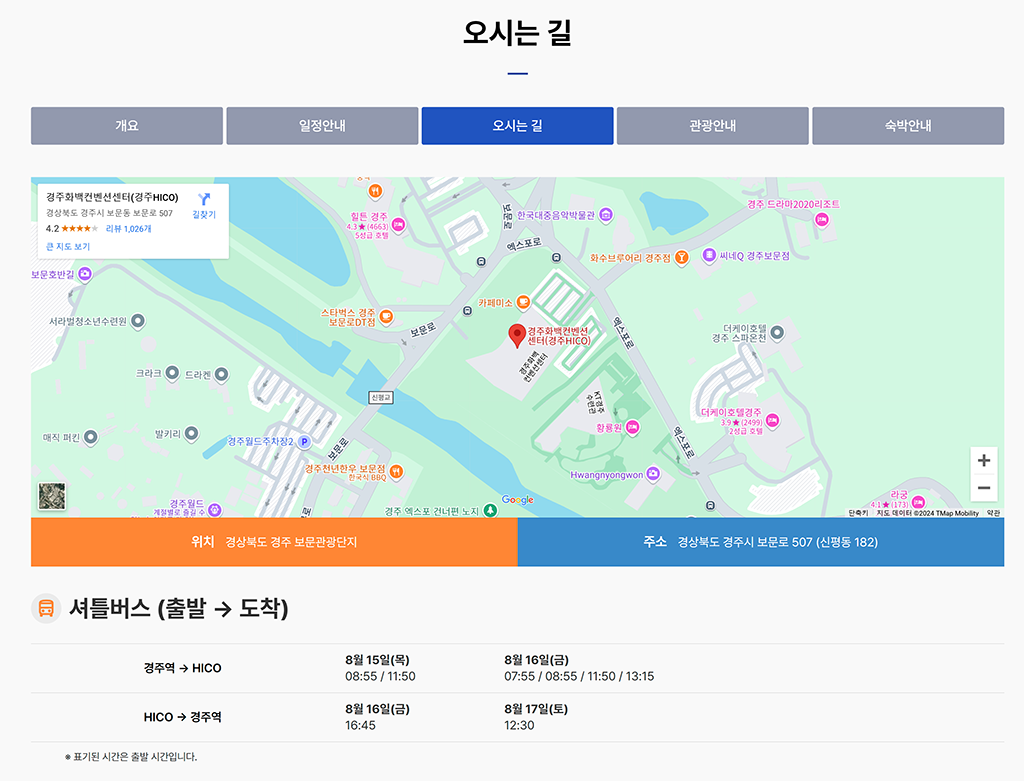 오시는 길
개요
일정안내
오시는 길
관광안내
숙박안내
경주화백컨벤션센터(경주HICO)
경상북도 경주시 보문동 보문로 507
4.2 ★★★★★ 리뷰 1,026개
큰 지도 보기
길찾기
힐튼 경주
4.3★(4663)
5성급 호텔
보문로
한국대중음악박물관
엑스포로
경주 드라마2020리조트
화수브루어리 경주점
씨네Q 경주보문점
보문호반길
서라벌청소년수련원
스타벅스 경주
보문로DT점
보문로
카페미소
경주화백컨벤션
센터(경주HICO)
경주화백
컨벤션센터
엑스포로
더케이호텔
경주 스파온천
크라크
드라켄
신평교
KT경주
수련관
황룡원
더케이호텔경주
3.9★(2499)
2성급 호텔
매직 퍼킨
발키리
경주월드주차장2
P
보문로
엑스포로
경주천년한우 보문점
한국식 BBQ
Hwangnyongwon
경주월드
계절별로 즐길 수
경주 엑스포 건너편 노지
Google
라궁
4.1★(173)
단축키
지도 데이터 ©2024 TMap Mobility
약관
위치 경상북도 경주 보문관광단지
주소 경상북도 경주시 보문로 507 (신평동 182)
셔틀버스 (출발 → 도착)
경주역 → HICO
8월 15일(목)
08:55 / 11:50
8월 16일(금)
07:55 / 08:55 / 11:50 / 13:15
HICO → 경주역
8월 16일(금)
16:45
8월 17일(토)
12:30
※ 표기된 시간은 출발 시간입니다.